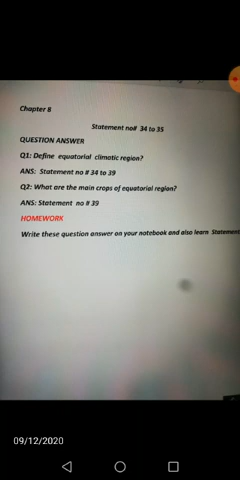 Chapter 8
Statement no# 34 to 35
QUESTION ANSWER
Q1: Define equatorial climatic region?
ANS: Statement no # 34 to 39
Q2: What are the main crops of equatorial region?
ANS: Statement no # 39
HOMEWORK
Write these question answer on your notebook and also learn Statement
09/12/2020